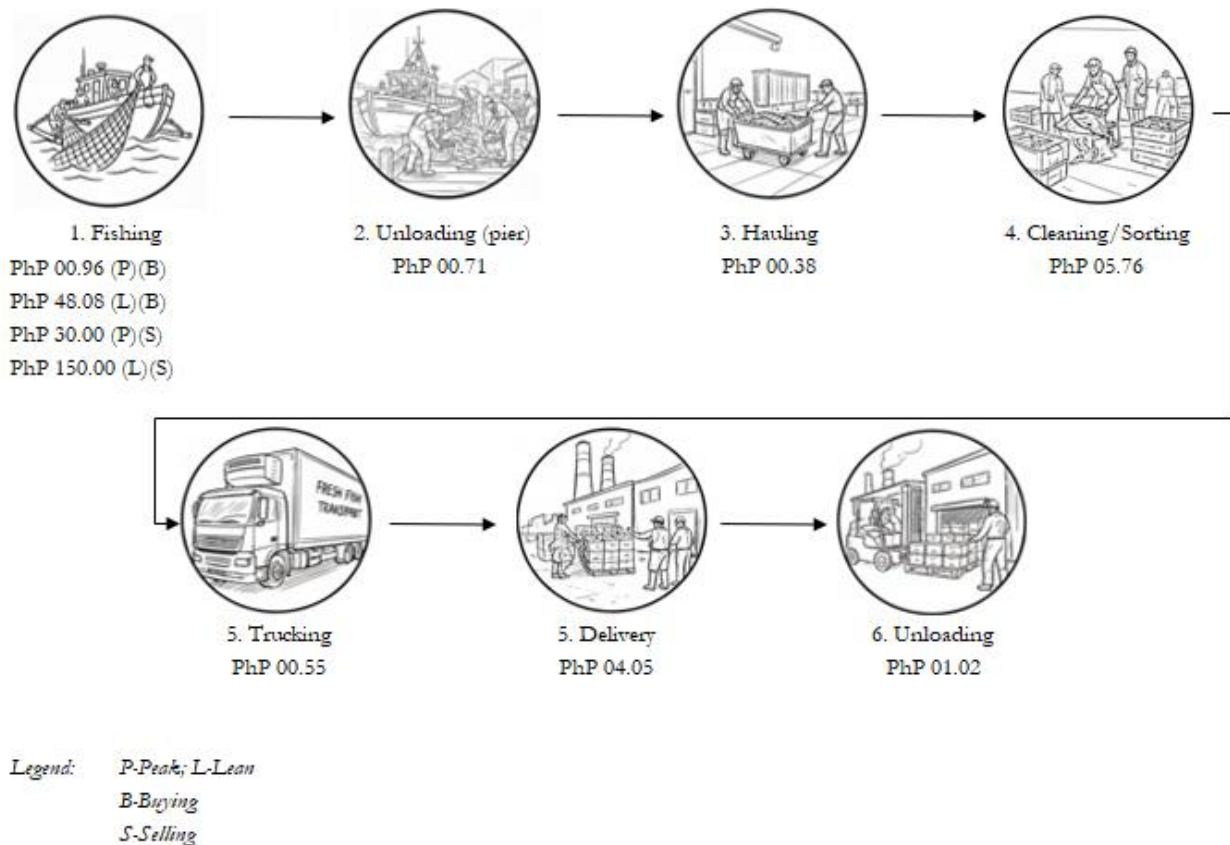 1. Fishing
PhP 00.96 (P)(B)
PhP 48.08 (L)(B)
PhP 30.00 (P)(S)
PhP 150.00 (L)(S)
2. Unloading (pier)
PhP 00.71
3. Hauling
PhP 00.38
4. Cleaning/Sorting
PhP 05.76
FRESH FISH
TRANSPORT
5. Trucking
PhP 00.55
5. Delivery
PhP 04.05
6. Unloading
PhP 01.02
Legend: P-Peak; L-Lean
B-Buying
S-Selling